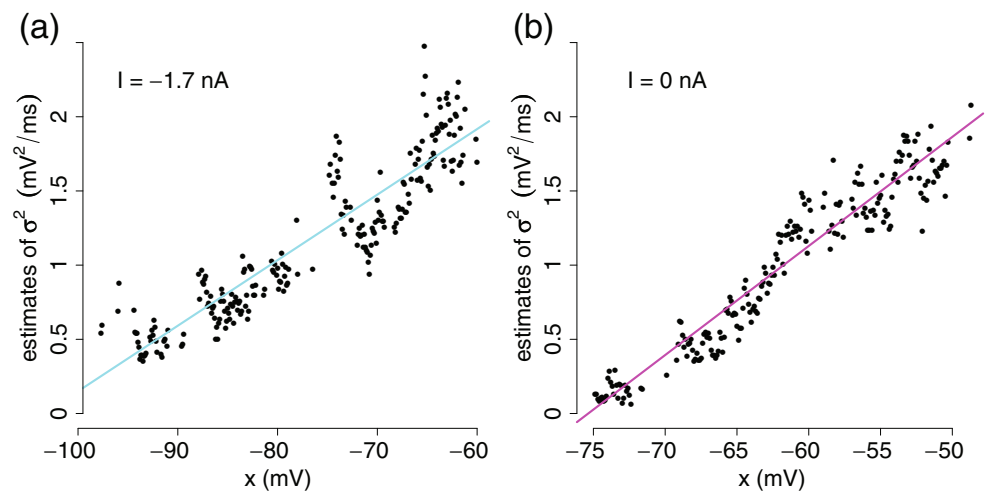 (a)
I = −1.7 nA
estimates of σ² (mV²/ms)
2
1.5
1
0.5
0
−100 −90 −80 −70 −60
x (mV)
(b)
I = 0 nA
estimates of σ² (mV²/ms)
2
1.5
1
0.5
0
−75 −70 −65 −60 −55 −50
x (mV)